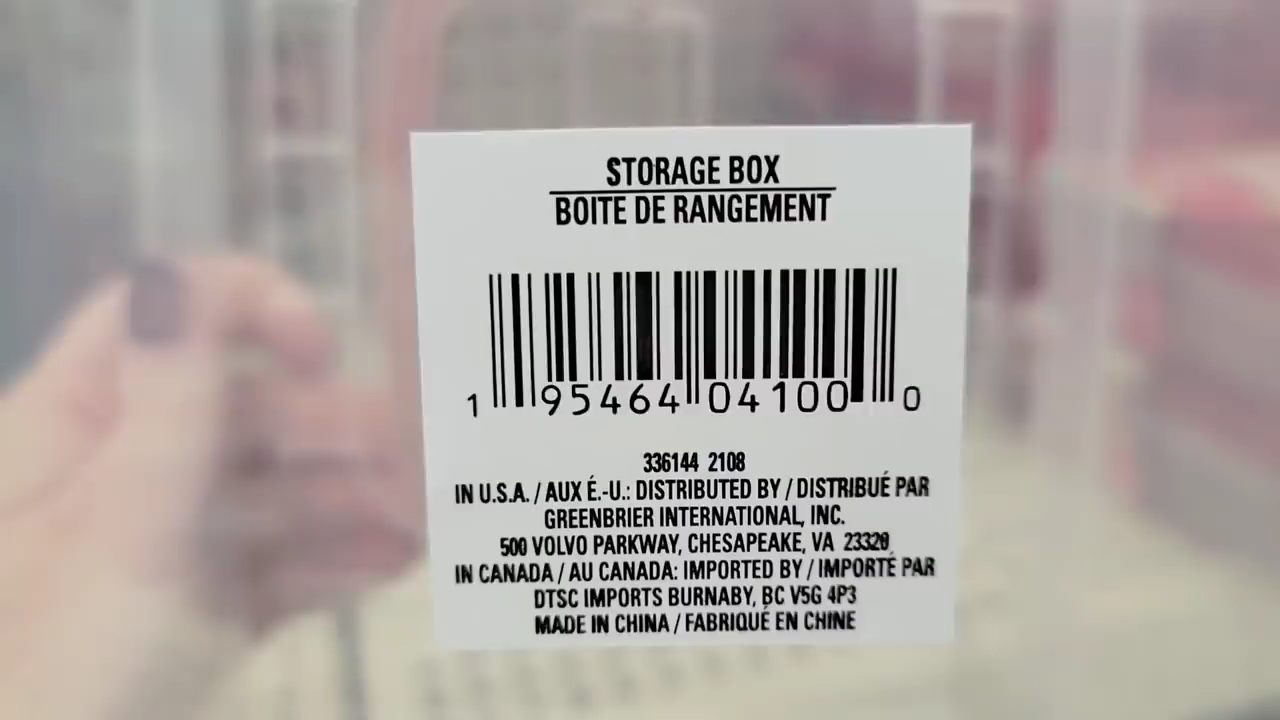 STORAGE BOX
BOITE DE RANGEMENT
1 95464 04100 0
336144 2108
IN U.S.A. / AUX É.-U.: DISTRIBUTED BY / DISTRIBUÉ PAR
GREENBRIER INTERNATIONAL, INC.
500 VOLVO PARKWAY, CHESAPEAKE, VA 23320
IN CANADA / AU CANADA: IMPORTED BY / IMPORTÉ PAR
DTSC IMPORTS BURNABY, BC V5G 4P3
MADE IN CHINA / FABRIQUÉ EN CHINE